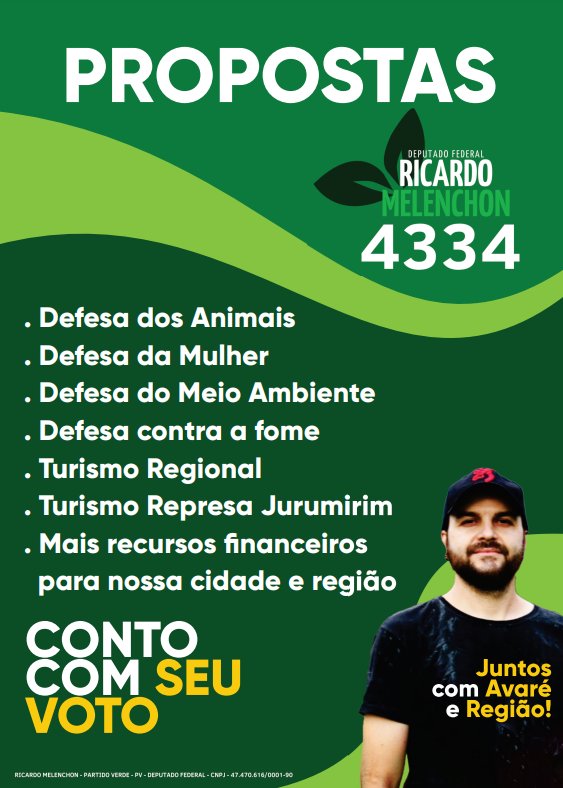 PROPOSTAS
DEPUTADO FEDERAL
RICARDO
MELENCHON
4334
. Defesa dos Animais
. Defesa da Mulher
. Defesa do Meio Ambiente
. Defesa contra a fome
. Turismo Regional
. Turismo Represa Jurumirim
. Mais recursos financeiros
para nossa cidade e região
CONTO
COM SEU
VOTO
Juntos
com Avaré
e Região!
RICARDO MELENCHON - PARTIDO VERDE - PV - DEPUTADO FEDERAL - CNPJ - 47.470.616/0001-90